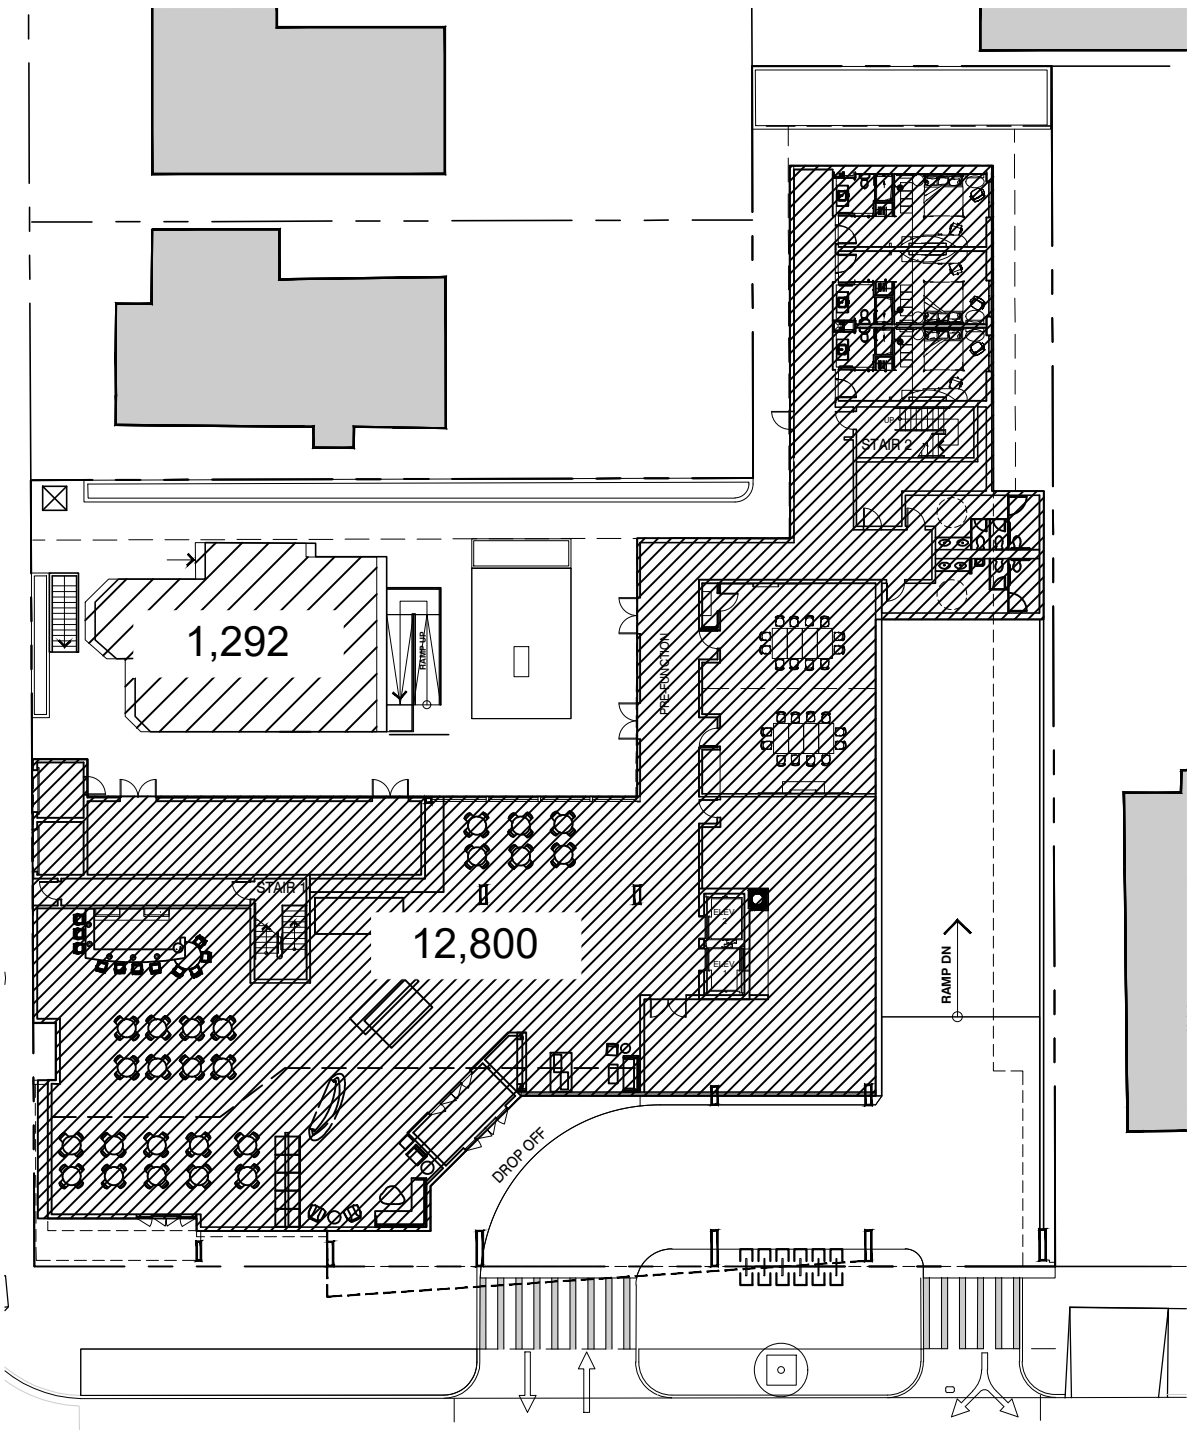 UP
STAIR 2
1,292
RAMP UP
PRE-FUNCTION
STAIR 1
ELEV
12,800
ELEV
RAMP DN
DROP OFF